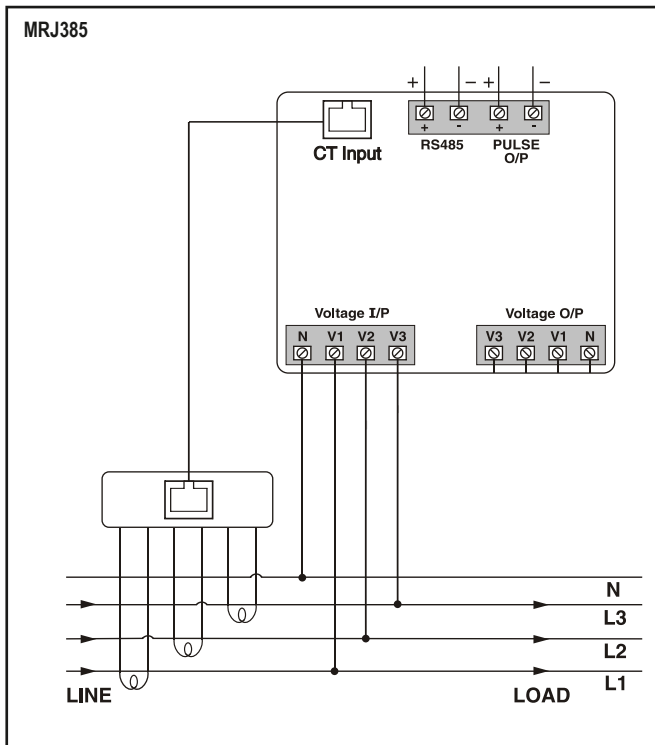 MRJ385
+ − + −
+ - + -
RS485 PULSE
O/P
CT Input
Voltage I/P Voltage O/P
N V1 V2 V3 V3 V2 V1 N
N
L3
L2
L1
LINE LOAD